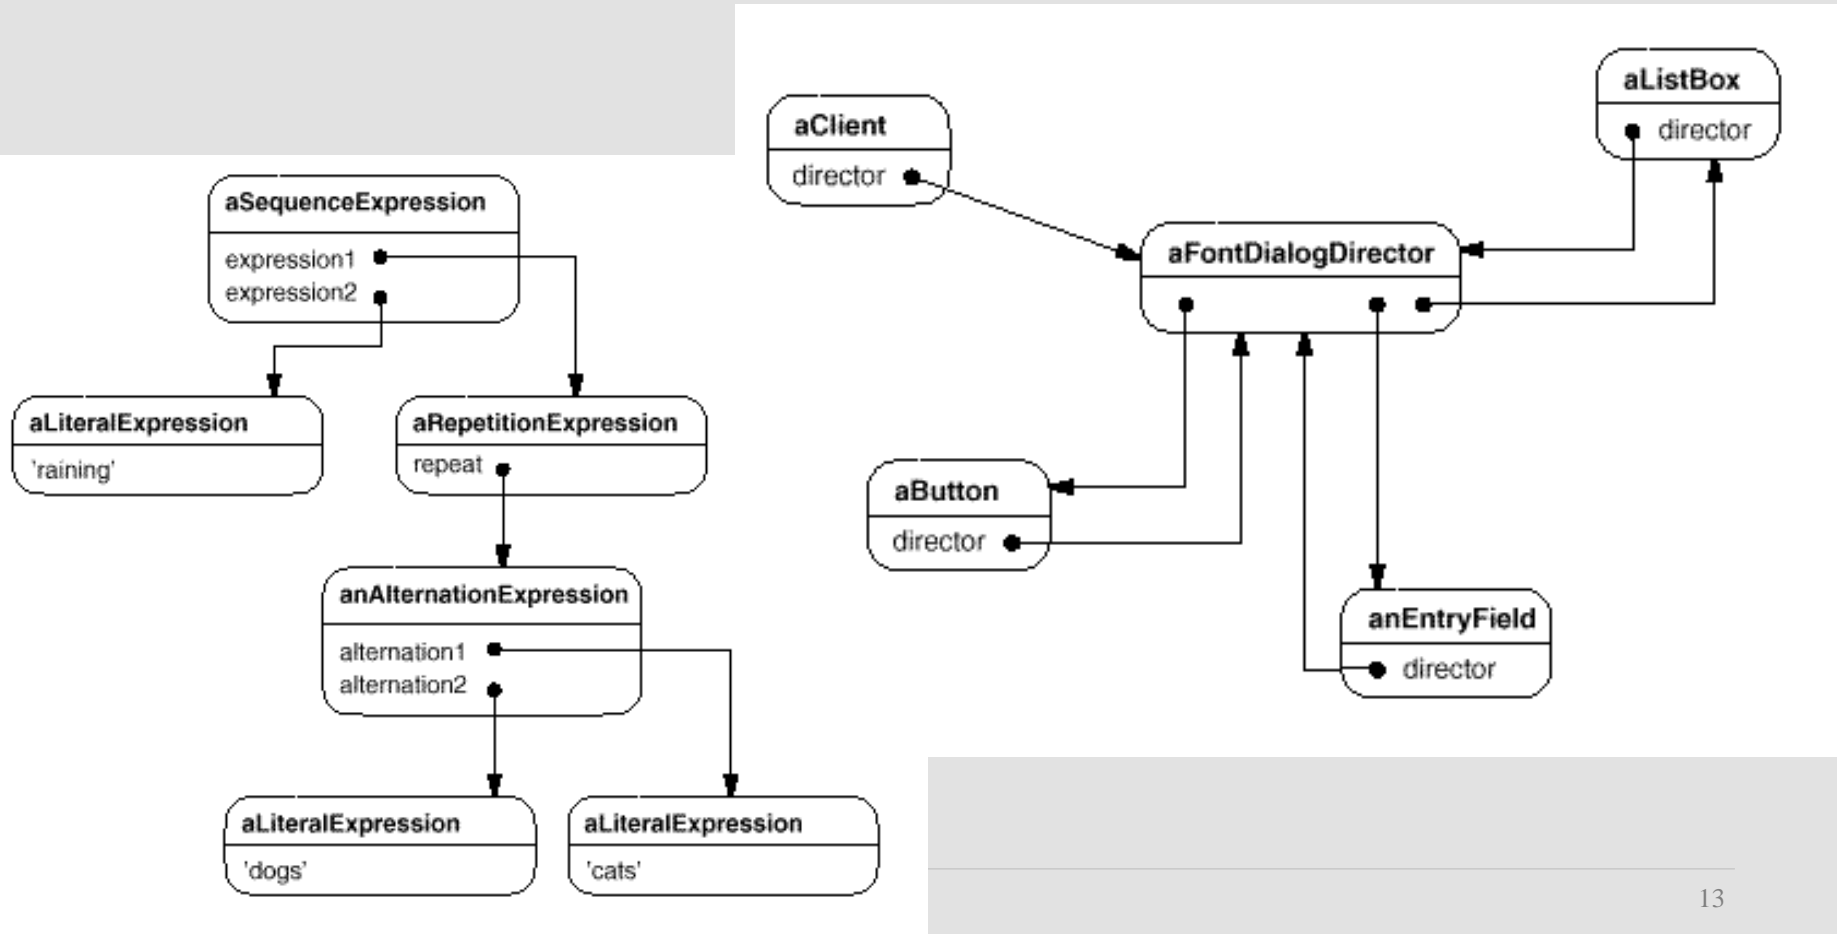 aSequenceExpression
expression1
expression2
aLiteralExpression
'raining'
aRepetitionExpression
repeat
anAlternationExpression
alternation1
alternation2
aLiteralExpression
'dogs'
aLiteralExpression
'cats'
aClient
director
aListBox
director
aFontDialogDirector
aButton
director
anEntryField
director
13